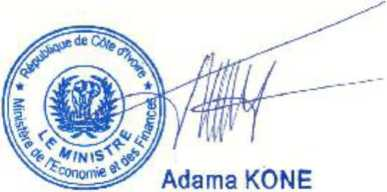 République de Côte d'Ivoire
Ministère de l'Economie et des Finances
LE MINISTRE
Adama KONE